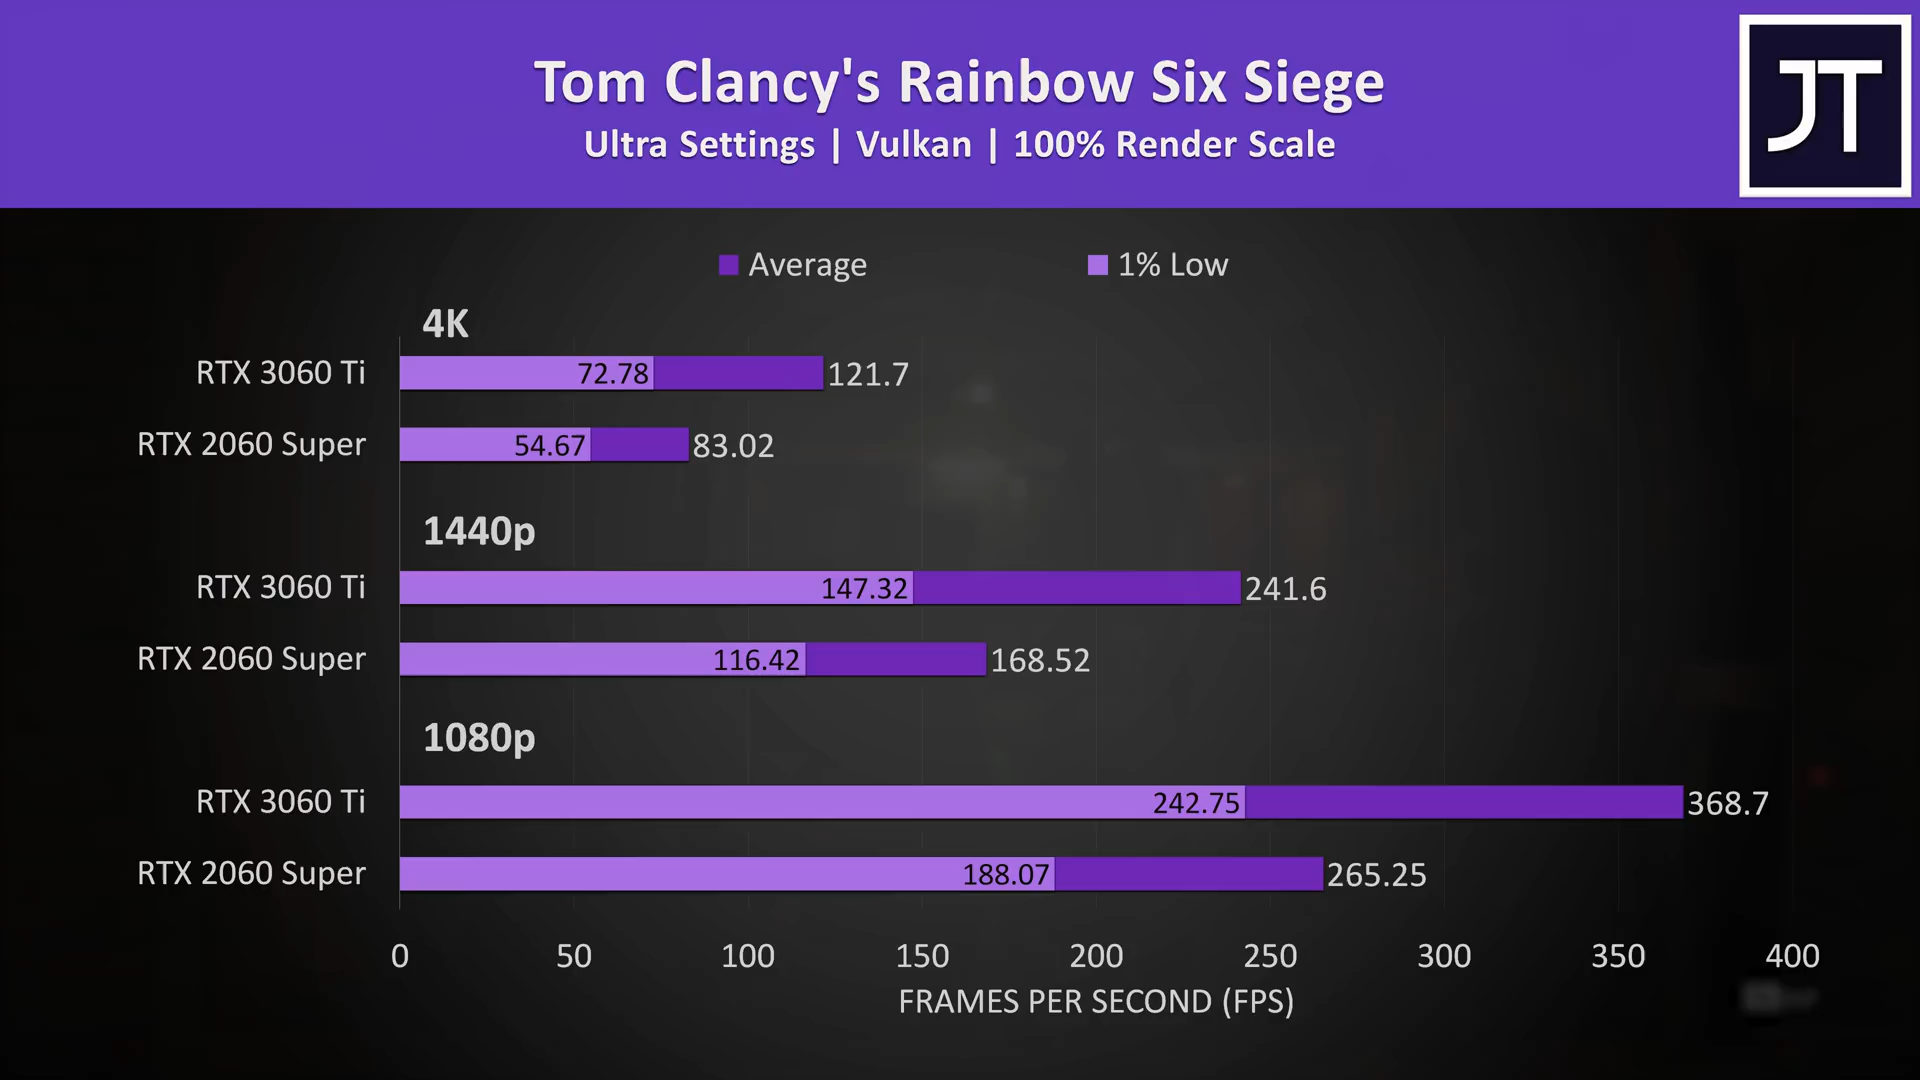 Tom Clancy's Rainbow Six Siege
Ultra Settings | Vulkan | 100% Render Scale
JT
Average
1% Low
4K
RTX 3060 Ti
72.78
121.7
RTX 2060 Super
54.67
83.02
1440p
RTX 3060 Ti
147.32
241.6
RTX 2060 Super
116.42
168.52
1080p
RTX 3060 Ti
242.75
368.7
RTX 2060 Super
188.07
265.25
0 50 100 150 200 250 300 350 400
FRAMES PER SECOND (FPS)